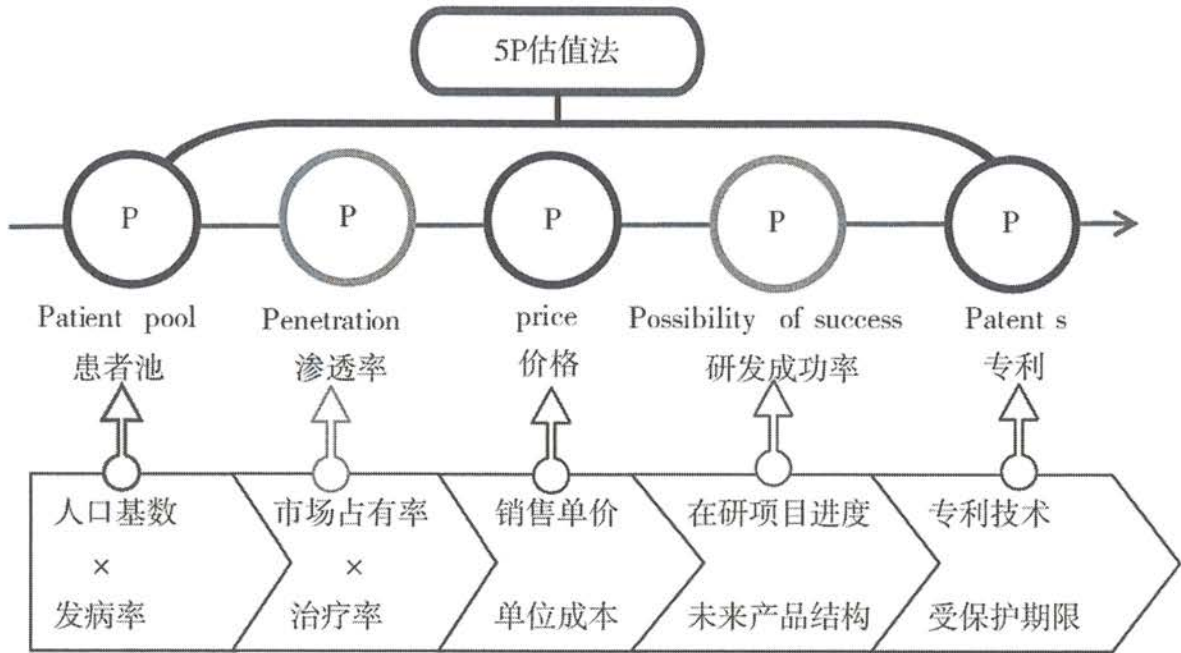 5P估值法
P P P P P
Patient pool Penetration price Possibility of success Patent s
患者池 渗透率 价格 研发成功率 专利
人口基数 市场占有率 销售单价 在研项目进度 专利技术
× ×
发病率 治疗率 单位成本 未来产品结构 受保护期限